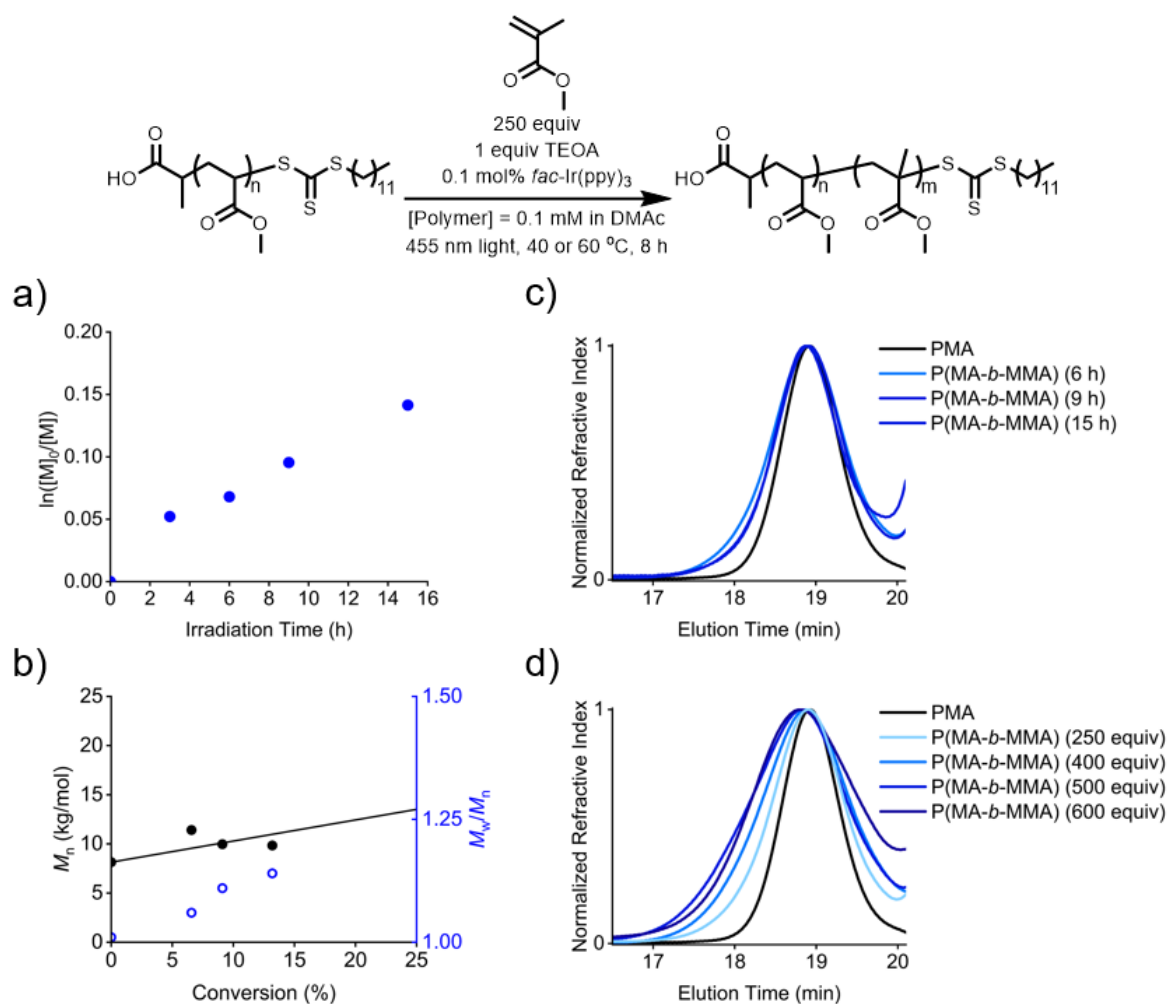 O
O
250 equiv
1 equiv TEOA
0.1 mol% fac-Ir(ppy)3
[Polymer] = 0.1 mM in DMAc
455 nm light, 40 or 60 °C, 8 h
O
HO
n
O
O
S
S
S
11
O
HO
n
O
O
m
O
O
S
S
S
11
a)
0.20
0.15
0.10
0.05
0.00
ln([M]0/[M])
0 2 4 6 8 10 12 14 16
Irradiation Time (h)
c)
1
0
Normalized Refractive Index
17 18 19 20
Elution Time (min)
PMA
P(MA-b-MMA) (6 h)
P(MA-b-MMA) (9 h)
P(MA-b-MMA) (15 h)
b)
25
20
15
10
5
0
Mn (kg/mol)
1.50
1.25
1.00
Mw/Mn
0 5 10 15 20 25
Conversion (%)
d)
1
0
Normalized Refractive Index
17 18 19 20
Elution Time (min)
PMA
P(MA-b-MMA) (250 equiv)
P(MA-b-MMA) (400 equiv)
P(MA-b-MMA) (500 equiv)
P(MA-b-MMA) (600 equiv)